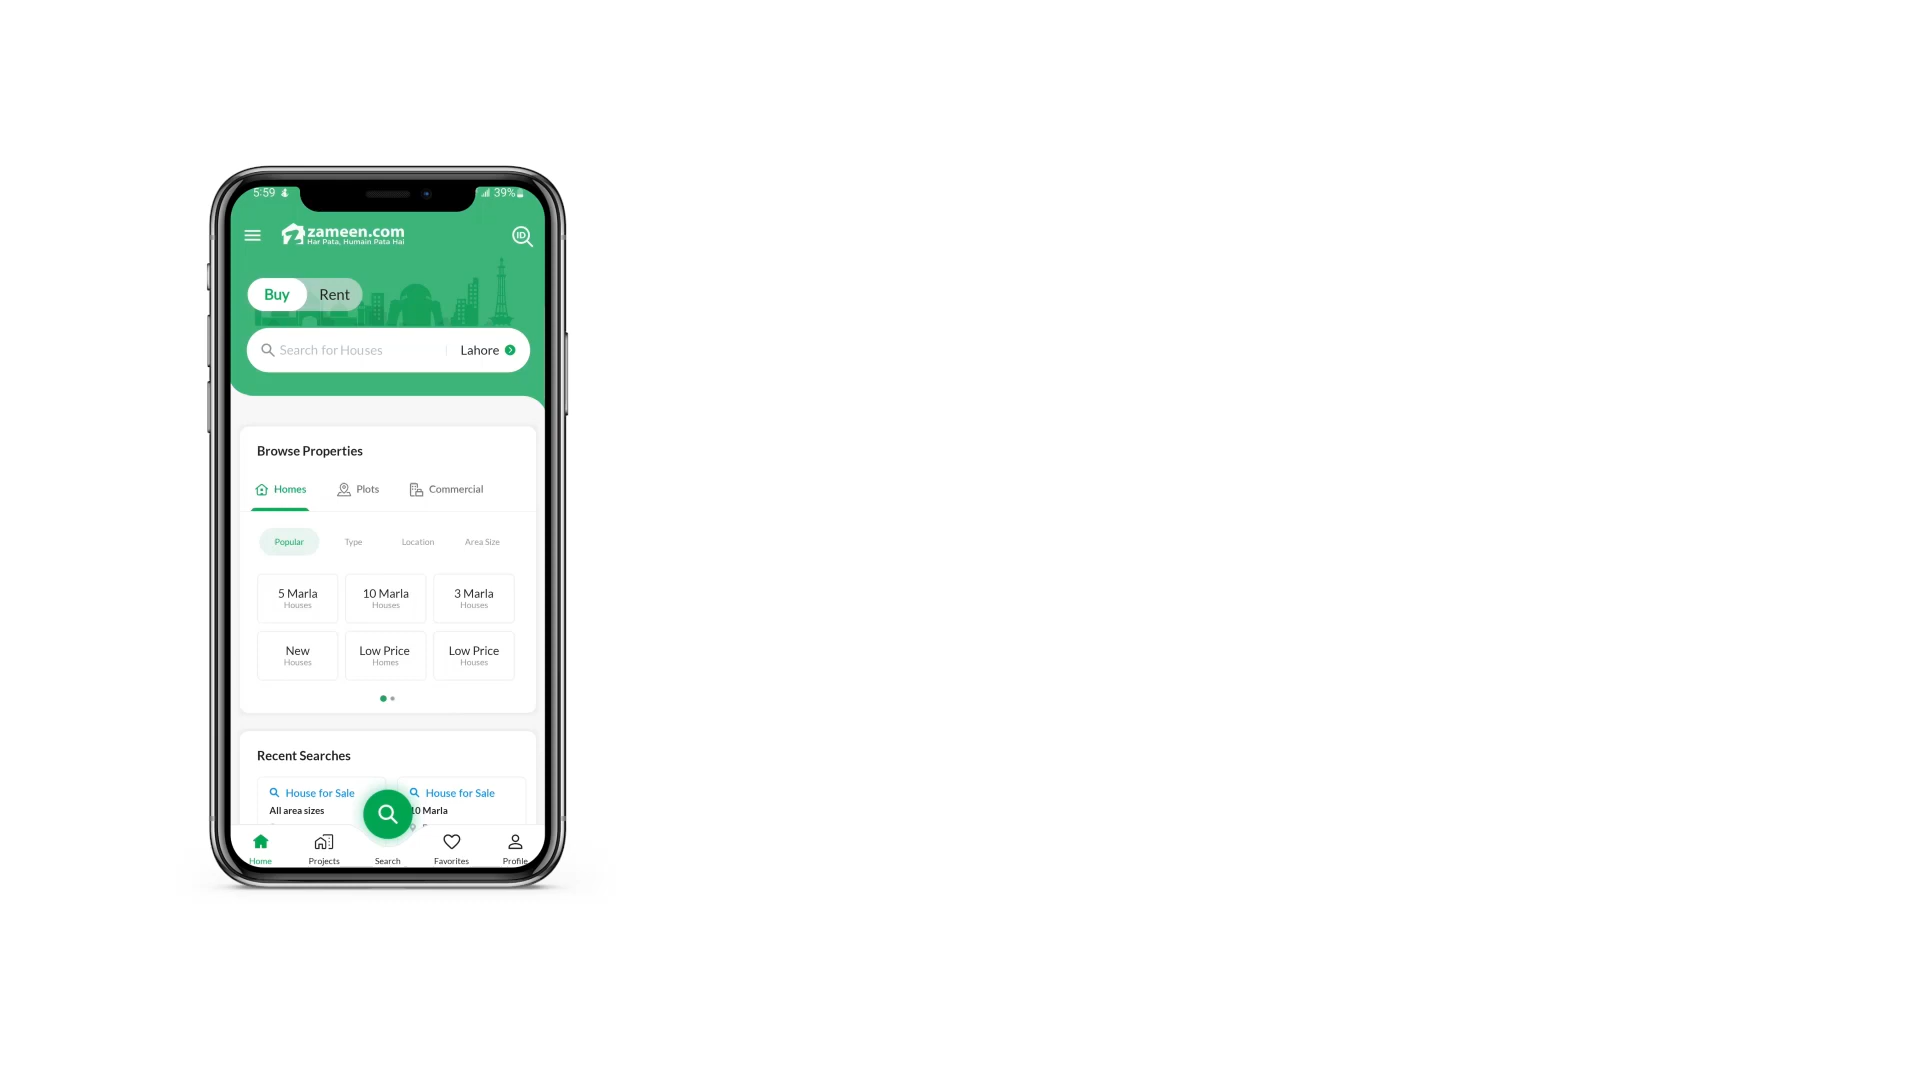 5:59
39%
zameen.com
Har Pata, Humain Pata Hai
ID
Buy Rent
Search for Houses Lahore
Browse Properties
Homes Plots Commercial
Popular Type Location Area Size
5 Marla 10 Marla 3 Marla
Houses Houses Houses
New Low Price Low Price
Houses Homes Houses
Recent Searches
House for Sale House for Sale
All area sizes 10 Marla
Home Projects Search Favorites Profile